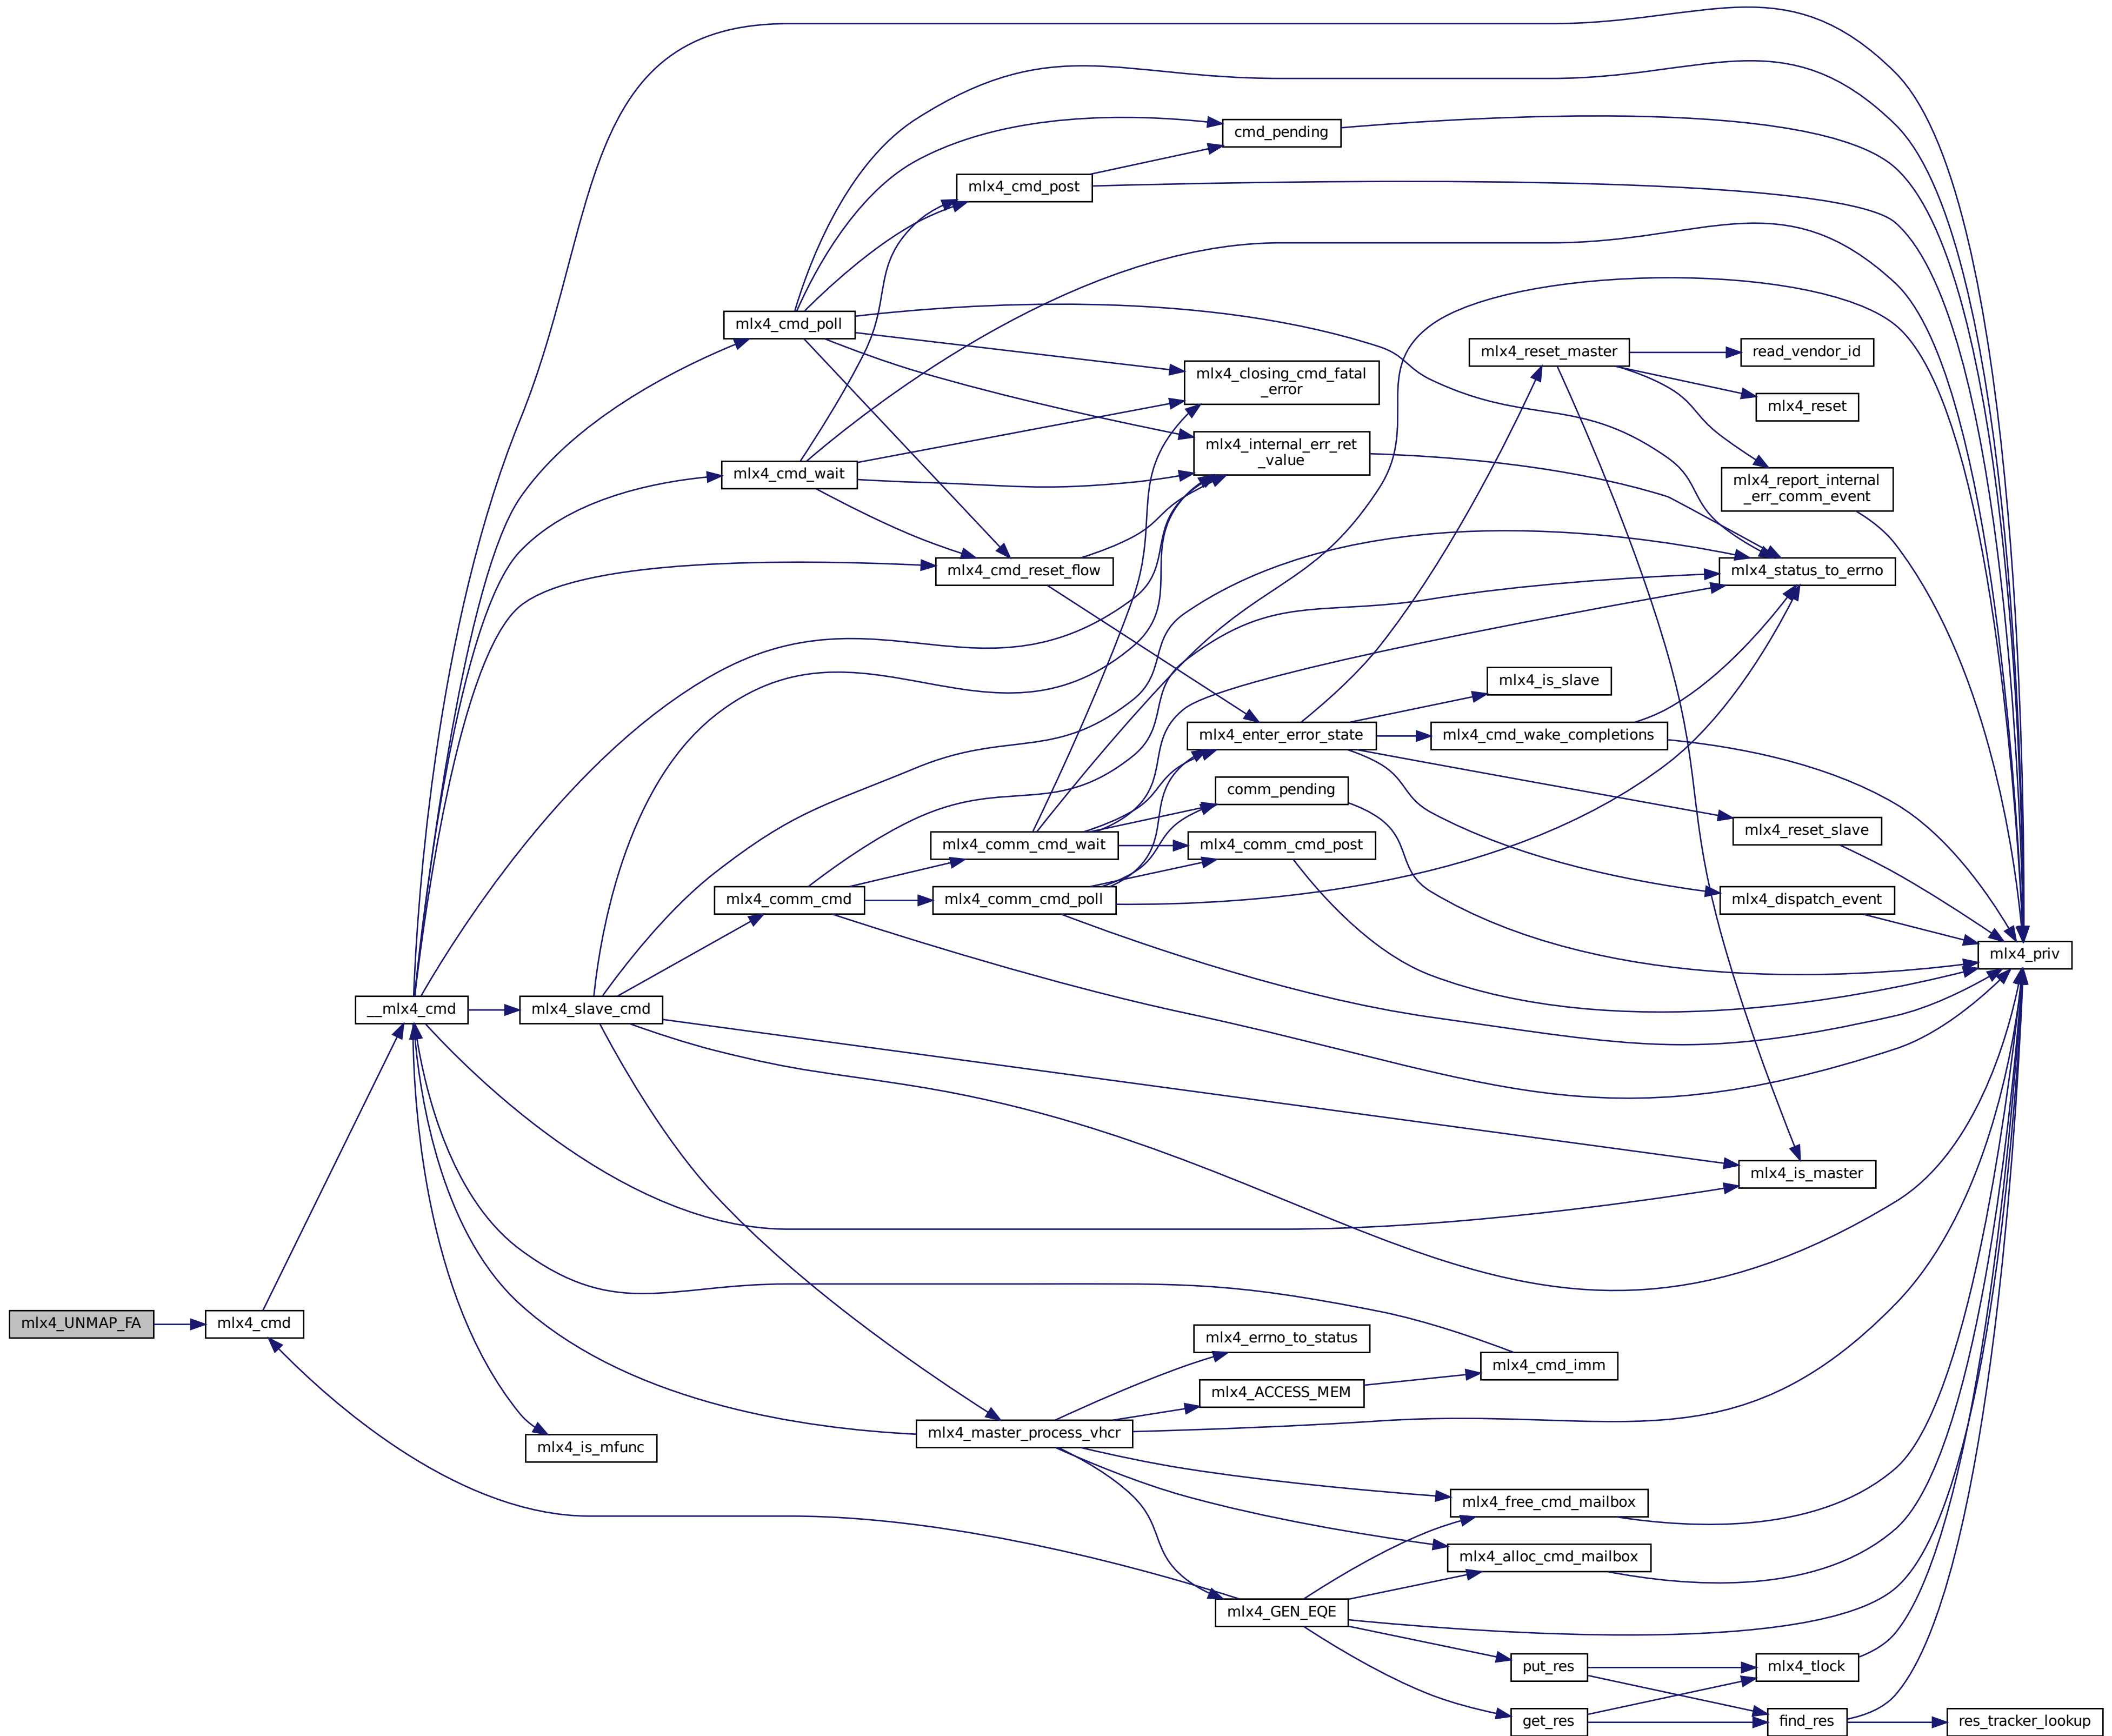 cmd_pending
mlx4_cmd_post
mlx4_cmd_poll
mlx4_reset_master
read_vendor_id
mlx4_closing_cmd_fatal
_error
mlx4_reset
mlx4_internal_err_ret
_value
mlx4_cmd_wait
mlx4_report_internal
_err_comm_event
mlx4_cmd_reset_flow
mlx4_status_to_errno
mlx4_is_slave
mlx4_enter_error_state
mlx4_cmd_wake_completions
comm_pending
mlx4_comm_cmd_wait
mlx4_comm_cmd_post
mlx4_reset_slave
mlx4_comm_cmd
mlx4_comm_cmd_poll
mlx4_dispatch_event
mlx4_priv
__mlx4_cmd
mlx4_slave_cmd
mlx4_is_master
mlx4_UNMAP_FA
mlx4_cmd
mlx4_errno_to_status
mlx4_cmd_imm
mlx4_ACCESS_MEM
mlx4_master_process_vhcr
mlx4_is_mfunc
mlx4_free_cmd_mailbox
mlx4_alloc_cmd_mailbox
mlx4_GEN_EQE
put_res
mlx4_tlock
get_res
find_res
res_tracker_lookup